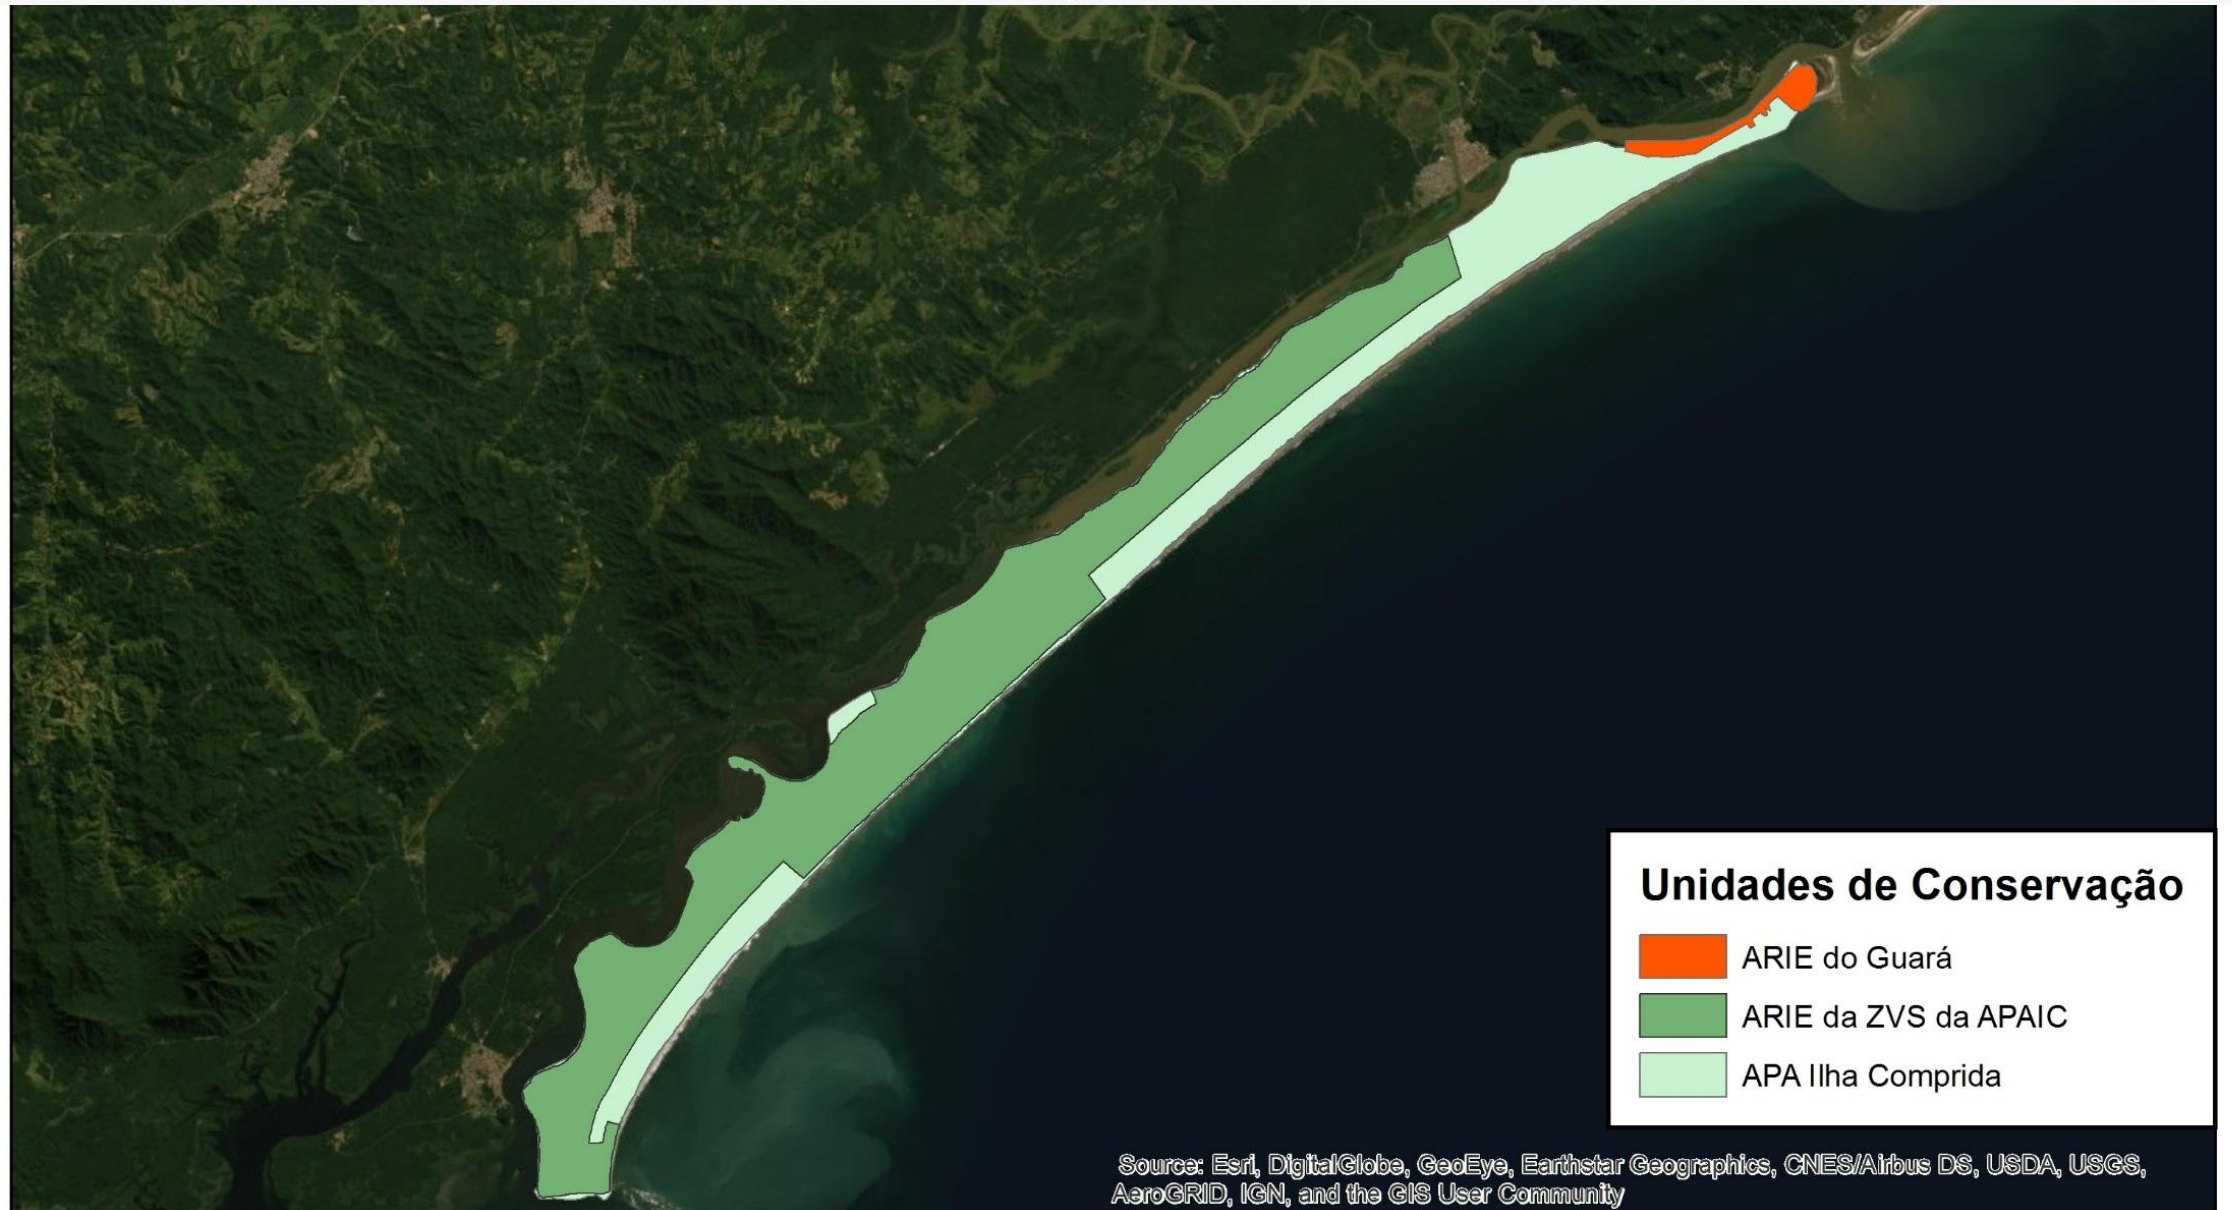 Unidades de Conservação
ARIE do Guará
ARIE da ZVS da APAIC
APA Ilha Comprida
Source: Esri, DigitalGlobe, GeoEye, Earthstar Geographics, CNES/Airbus DS, USDA, USGS,
AeroGRID, IGN, and the GIS User Community